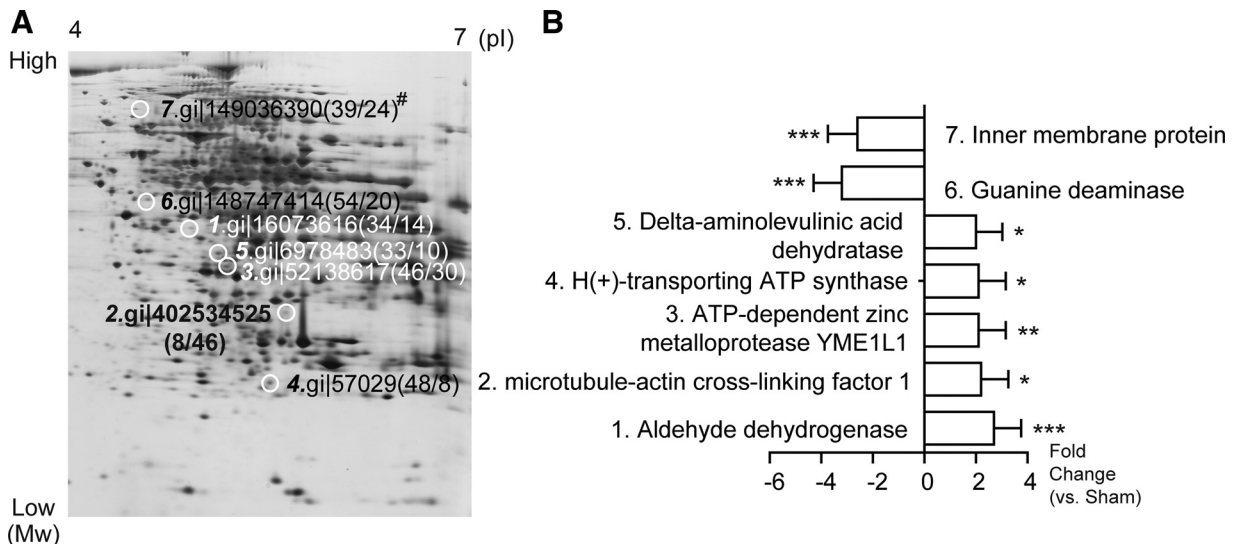 A
4
7 (pI)
High
7.gi|149036390(39/24)#
6.gi|148747414(54/20)
1.gi|16073616(34/14)
5.gi|6978483(33/10)
3.gi|52138617(46/30)
2.gi|402534525
(8/46)
4.gi|57029(48/8)
Low
(Mw)
B
*** 7. Inner membrane protein
*** 6. Guanine deaminase
5. Delta-aminolevulinic acid
dehydratase *
4. H(+)-transporting ATP synthase *
3. ATP-dependent zinc
metalloprotease YME1L1 **
2. microtubule-actin cross-linking factor 1 *
1. Aldehyde dehydrogenase ***
-6 -4 -2 0 2 4
Fold
Change
(vs. Sham)